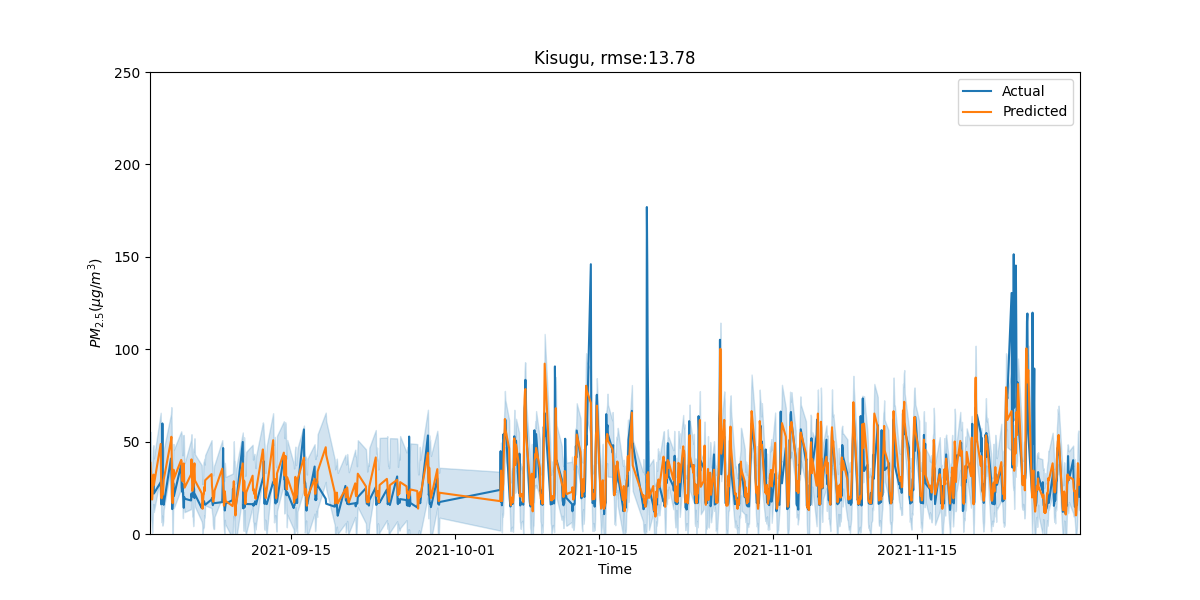 Kisugu, rmse:13.78
Actual
Predicted
250
200
150
100
50
0
PM2.5(μg/m3)
2021-09-15
2021-10-01
2021-10-15
2021-11-01
2021-11-15
Time